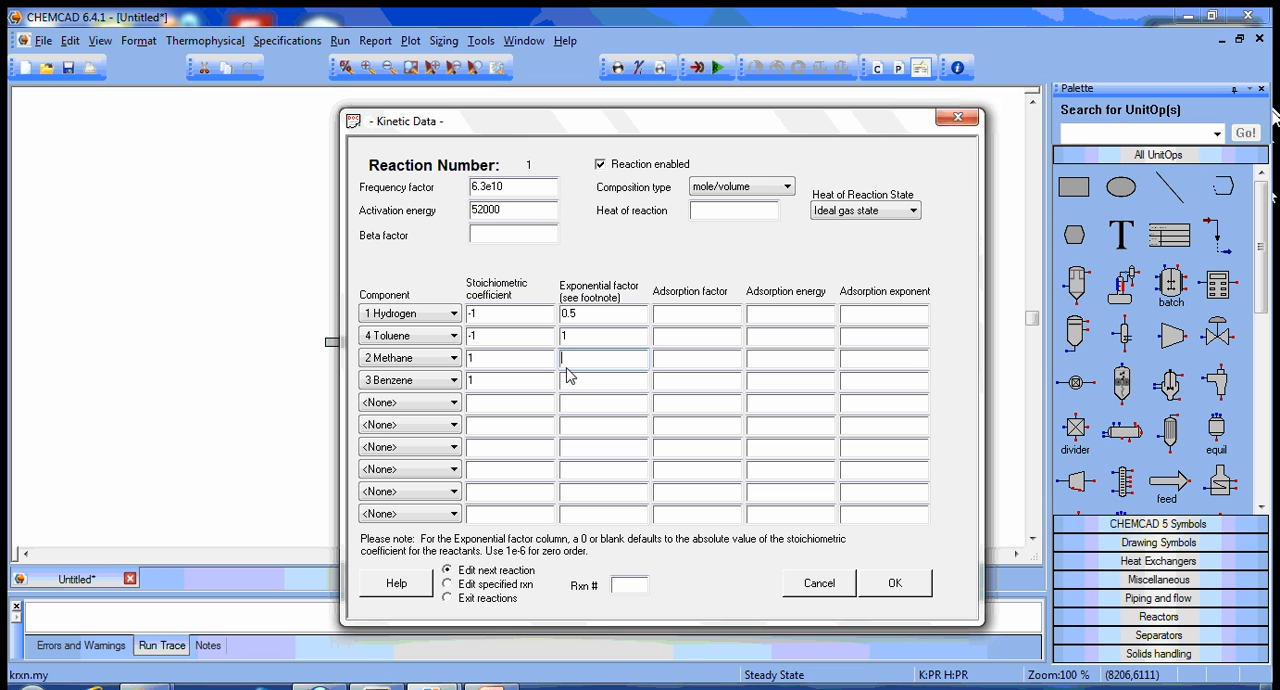 CHEMCAD 6.4.1 - [Untitled*]
File Edit View Format Thermophysical Specifications Run Report Plot Sizing Tools Window Help
C P
Palette
Search for UnitOp(s)
Go!
All UnitOps
- Kinetic Data -
Reaction Number: 1
Reaction enabled
Frequency factor 6.3e10
Composition type mole/volume
Heat of Reaction State
Activation energy 52000
Heat of reaction
Ideal gas state
Beta factor
Component
Stoichiometric
coefficient
Exponential factor
(see footnote)
Adsorption factor
Adsorption energy
Adsorption exponent
1 Hydrogen -1 0.5
4 Toluene -1 1
2 Methane 1
3 Benzene 1
<None>
<None>
<None>
<None>
<None>
<None>
Please note: For the Exponential factor column, a 0 or blank defaults to the absolute value of the stoichiometric
coefficient for the reactants. Use 1e-6 for zero order.
Help
Edit next reaction
Edit specified rxn
Exit reactions
Rxn #
Cancel
OK
T
batch
divider
equil
feed
CHEMCAD 5 Symbols
Drawing Symbols
Heat Exchangers
Miscellaneous
Piping and flow
Reactors
Separators
Solids handling
Untitled*
Errors and Warnings Run Trace Notes
krxn.my
Steady State
K:PR H:PR
Zoom:100 %
(8206,6111)